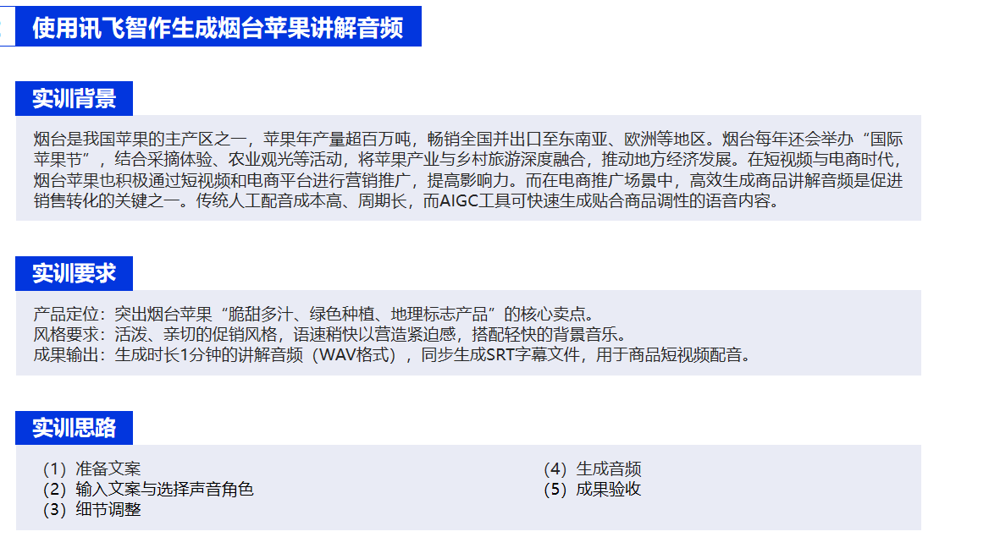 使用讯飞智作生成烟台苹果讲解音频
实训背景
烟台是我国苹果的主产区之一，苹果年产量超百万吨，畅销全国并出口至东南亚、欧洲等地区。烟台每年还会举办“国际
苹果节”，结合采摘体验、农业观光等活动，将苹果产业与乡村旅游深度融合，推动地方经济发展。在短视频与电商时代，
烟台苹果也积极通过短视频和电商平台进行营销推广，提高影响力。而在电商推广场景中，高效生成商品讲解音频是促进
销售转化的关键之一。传统人工配音成本高、周期长，而AIGC工具可快速生成贴合商品调性的语音内容。
实训要求
产品定位：突出烟台苹果“脆甜多汁、绿色种植、地理标志产品”的核心卖点。
风格要求：活泼、亲切的促销风格，语速稍快以营造紧迫感，搭配轻快的背景音乐。
成果输出：生成时长1分钟的讲解音频（WAV格式），同步生成SRT字幕文件，用于商品短视频配音。
实训思路
（1）准备文案
（2）输入文案与选择声音角色
（3）细节调整
（4）生成音频
（5）成果验收